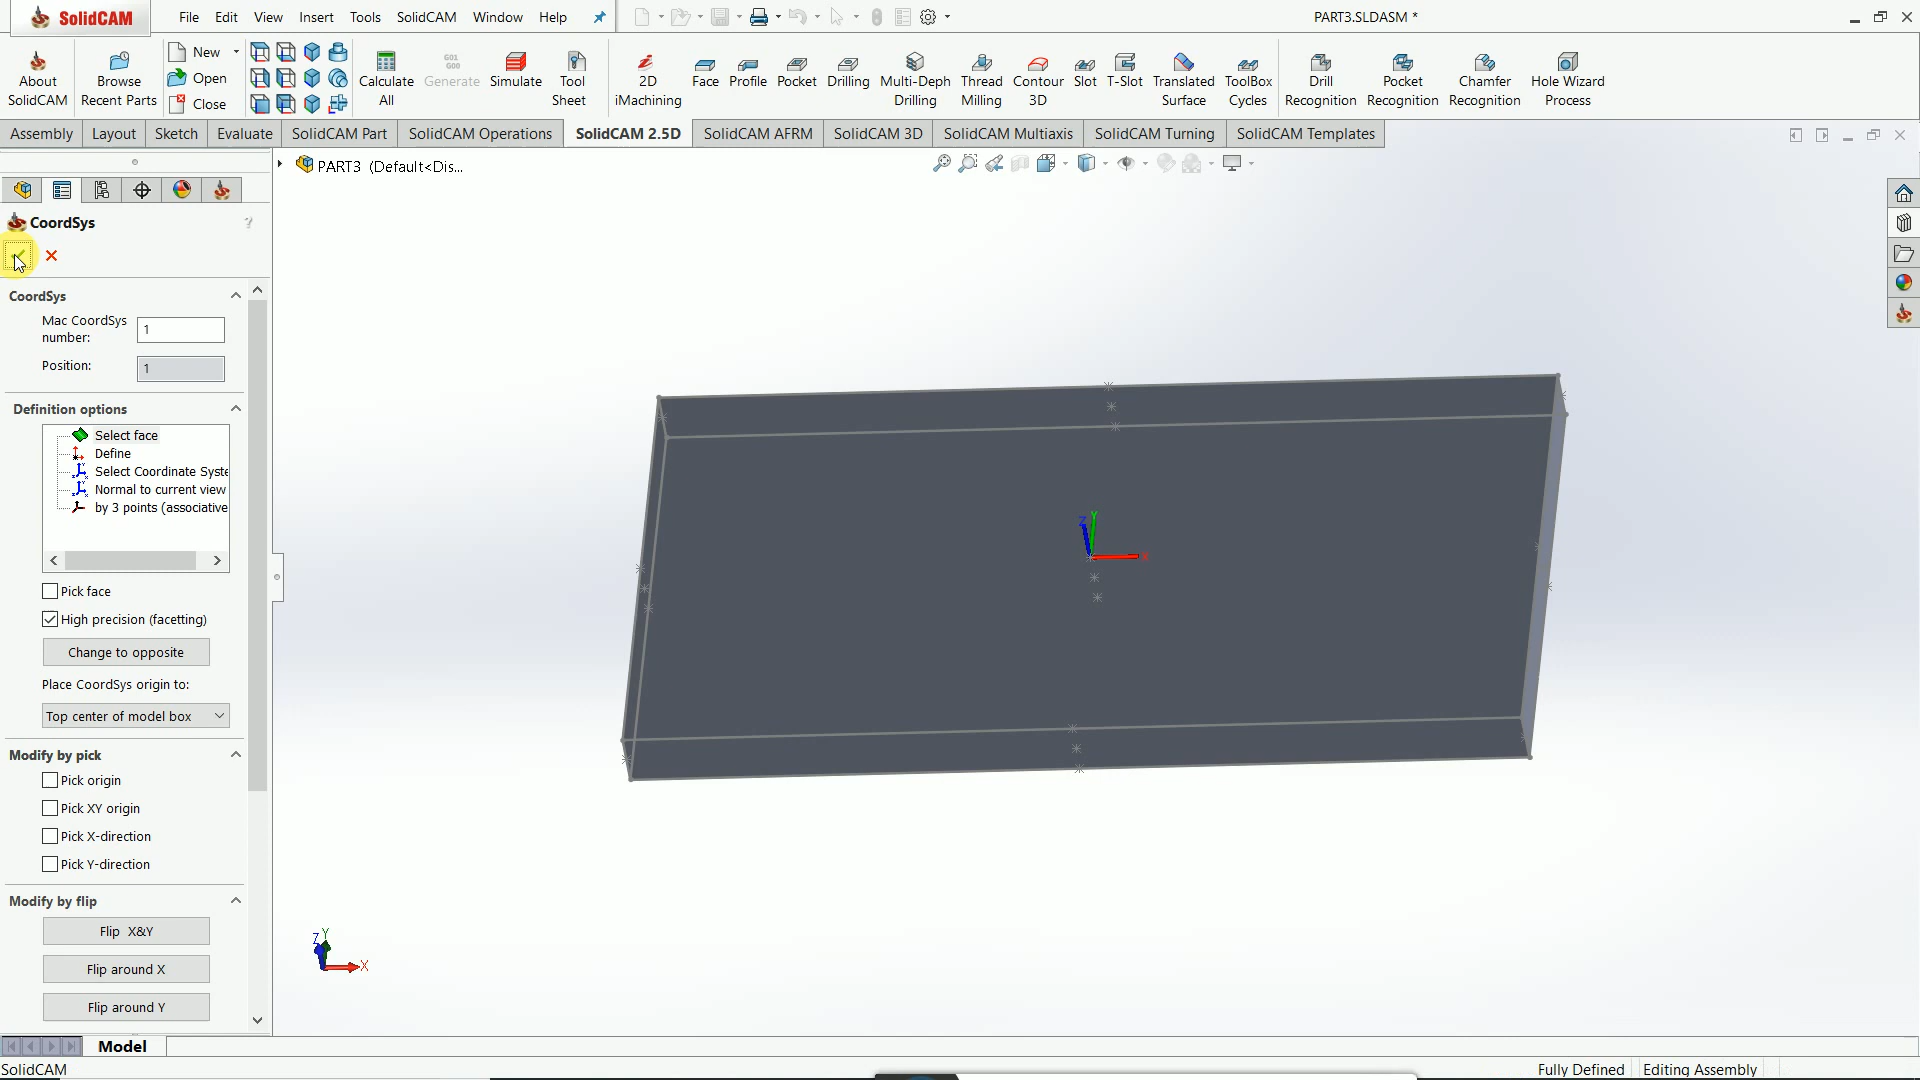 SolidCAM File Edit View Insert Tools SolidCAM Window Help PART3.SLDASM *
About SolidCAM
Browse Recent Parts
New
Open
Close
Calculate All
G01 G00 Generate
Simulate
Tool Sheet
2D iMachining
Face
Profile
Pocket
Drilling
Multi-Deph Drilling
Thread Milling
Contour 3D
Slot
T-Slot
Translated Surface
ToolBox Cycles
Drill Recognition
Pocket Recognition
Chamfer Recognition
Hole Wizard Process
Assembly Layout Sketch Evaluate SolidCAM Part SolidCAM Operations SolidCAM 2.5D SolidCAM AFRM SolidCAM 3D SolidCAM Multiaxis SolidCAM Turning SolidCAM Templates
PART3 (Default<Dis...
CoordSys ?
CoordSys
Mac CoordSys number: 1
Position: 1
Definition options
Select face
Define
Select Coordinate Syste
Normal to current view
by 3 points (associative
Pick face
High precision (facetting)
Change to opposite
Place CoordSys origin to:
Top center of model box
Modify by pick
Pick origin
Pick XY origin
Pick X-direction
Pick Y-direction
Modify by flip
Flip X&Y
Flip around X
Flip around Y
Z Y X
Z Y X
Model
SolidCAM Fully Defined Editing Assembly